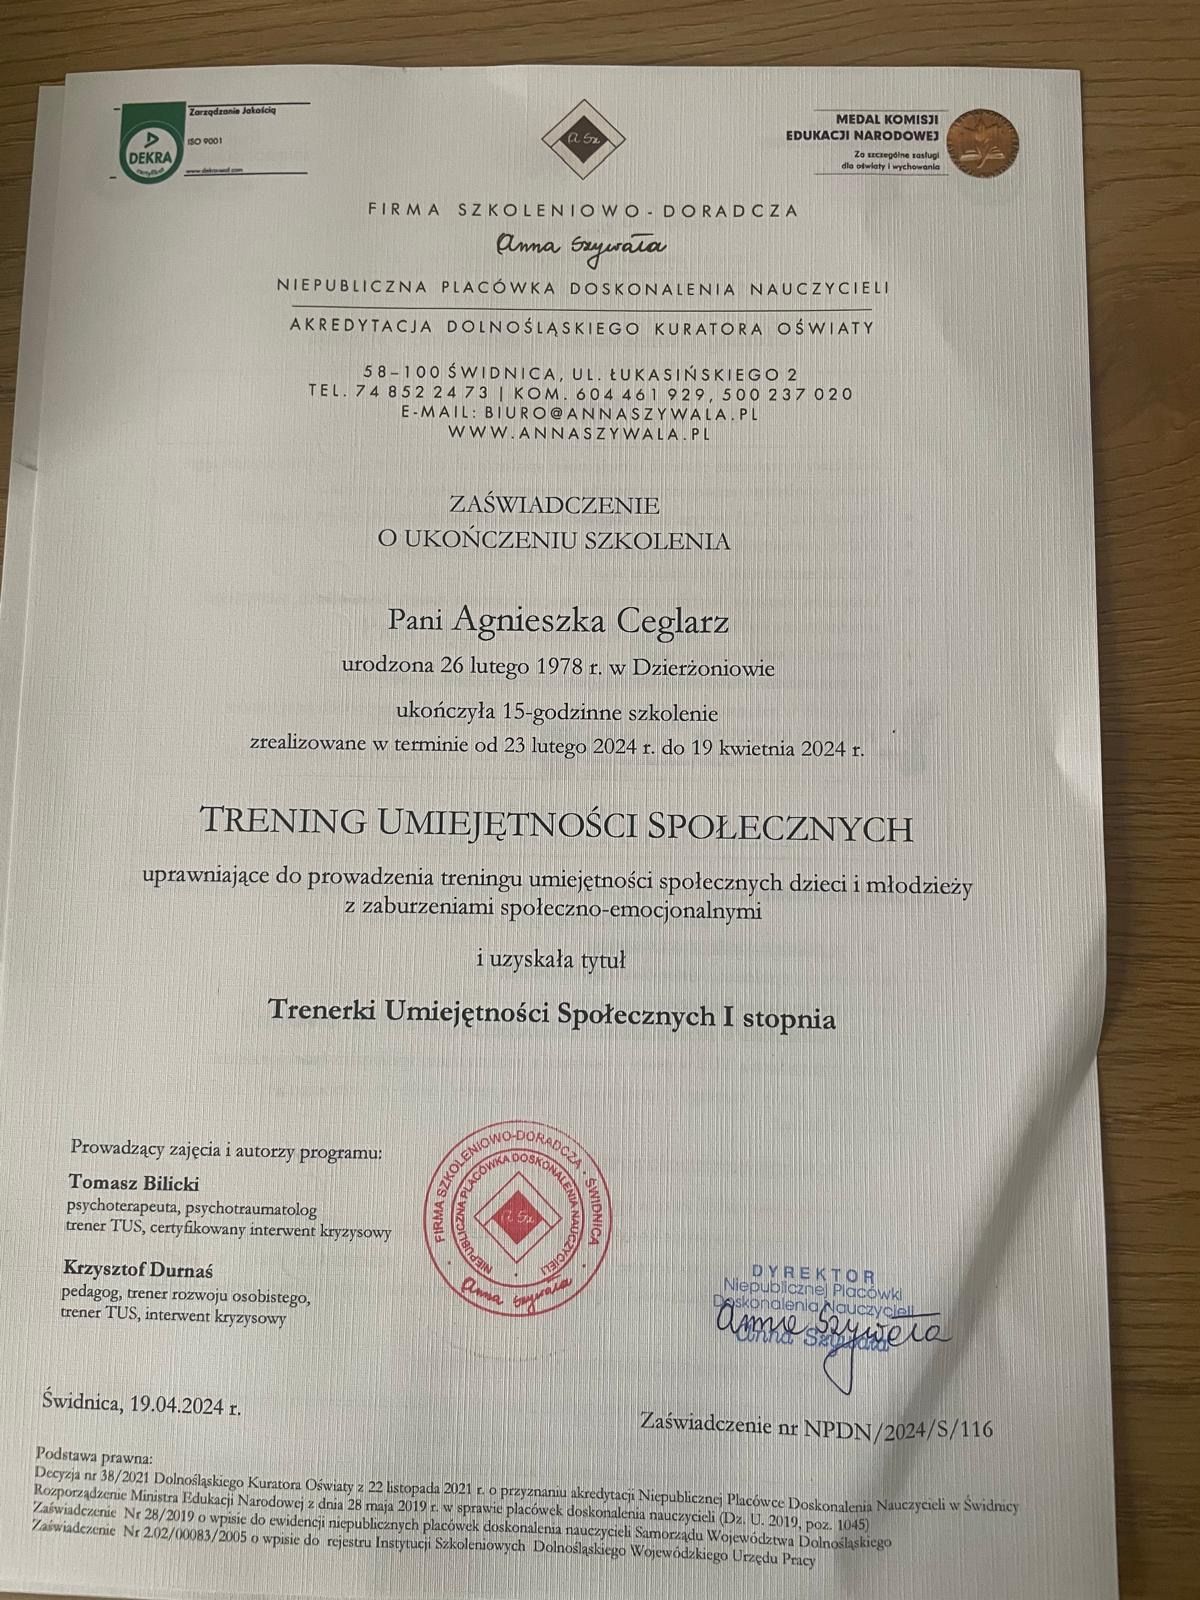 Zarządzanie Jakością
ISO 9001
DEKRA
certyfikat
www.dekra-wal.com
a Sz
MEDAL KOMISJI
EDUKACJI NARODOWEJ
Za szczególne zasługi
dla oświaty i wychowania
FIRMA SZKOLENIOWO-DORADCZA
Anna Szywała
NIEPUBLICZNA PLACÓWKA DOSKONALENIA NAUCZYCIELI
AKREDYTACJA DOLNOŚLĄSKIEGO KURATORA OŚWIATY
58-100 ŚWIDNICA, UL. ŁUKASIŃSKIEGO 2
TEL. 74 852 24 73 | KOM. 604 461 929, 500 237 020
E-MAIL: BIURO@ANNASZYWALA.PL
WWW.ANNASZYWALA.PL
ZAŚWIADCZENIE
O UKOŃCZENIU SZKOLENIA
Pani Agnieszka Ceglarz
urodzona 26 lutego 1978 r. w Dzierżoniowie
ukończyła 15-godzinne szkolenie
zrealizowane w terminie od 23 lutego 2024 r. do 19 kwietnia 2024 r.
TRENING UMIEJĘTNOŚCI SPOŁECZNYCH
uprawniające do prowadzenia treningu umiejętności społecznych dzieci i młodzieży
z zaburzeniami społeczno-emocjonalnymi
i uzyskała tytuł
Trenerki Umiejętności Społecznych I stopnia
Prowadzący zajęcia i autorzy programu:
Tomasz Bilicki
psychoterapeuta, psychotraumatolog
trener TUS, certyfikowany interwent kryzysowy
Krzysztof Durnaś
pedagog, trener rozwoju osobistego,
trener TUS, interwent kryzysowy
FIRMA SZKOLENIOWO-DORADCZA · ŚWIDNICA
NIEPUBLICZNA PLACÓWKA DOSKONALENIA NAUCZYCIELI
a Sz
Anna Szywała
DYREKTOR
Niepublicznej Placówki
Doskonalenia Nauczycieli
Anna Szywała
Anna Szywała
Świdnica, 19.04.2024 r.
Zaświadczenie nr NPDN/2024/S/116
Podstawa prawna:
Decyzja nr 38/2021 Dolnośląskiego Kuratora Oświaty z 22 listopada 2021 r. o przyznaniu akredytacji Niepublicznej Placówce Doskonalenia Nauczycieli w Świdnicy
Rozporządzenie Ministra Edukacji Narodowej z dnia 28 maja 2019 r. w sprawie placówek doskonalenia nauczycieli (Dz. U. 2019, poz. 1045)
Zaświadczenie Nr 28/2019 o wpisie do ewidencji niepublicznych placówek doskonalenia nauczycieli Samorządu Województwa Dolnośląskiego
Zaświadczenie Nr 2.02/00083/2005 o wpisie do rejestru Instytucji Szkoleniowych Dolnośląskiego Wojewódzkiego Urzędu Pracy